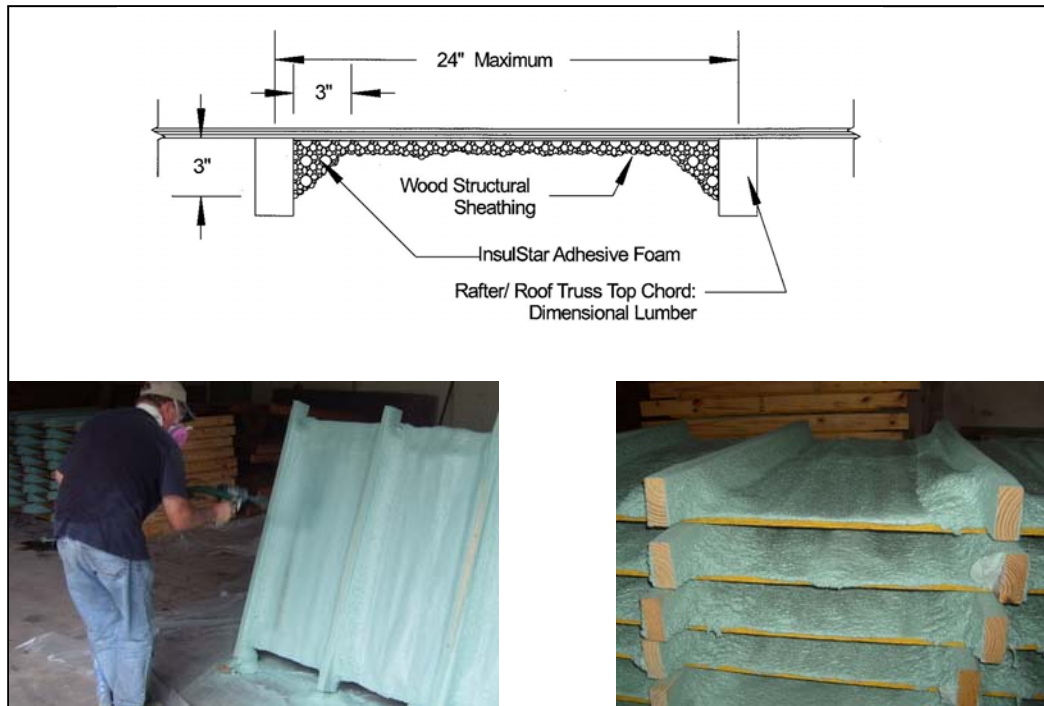 24" Maximum
3"
3"
Wood Structural
Sheathing
InsulStar Adhesive Foam
Rafter/ Roof Truss Top Chord:
Dimensional Lumber